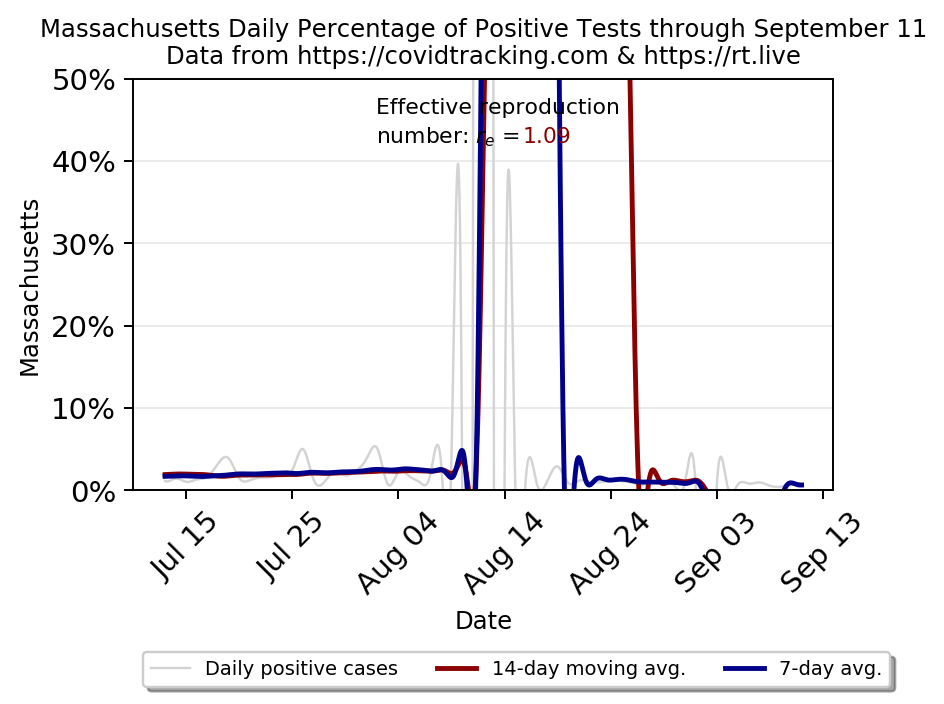 Massachusetts Daily Percentage of Positive Tests through September 11
Data from https://covidtracking.com & https://rt.live
50%
Effective reproduction
number: rₑ = 1.09
40%
30%
20%
10%
0%
Massachusetts
Jul 15
Jul 25
Aug 04
Aug 14
Aug 24
Sep 03
Sep 13
Date
Daily positive cases
14-day moving avg.
7-day avg.